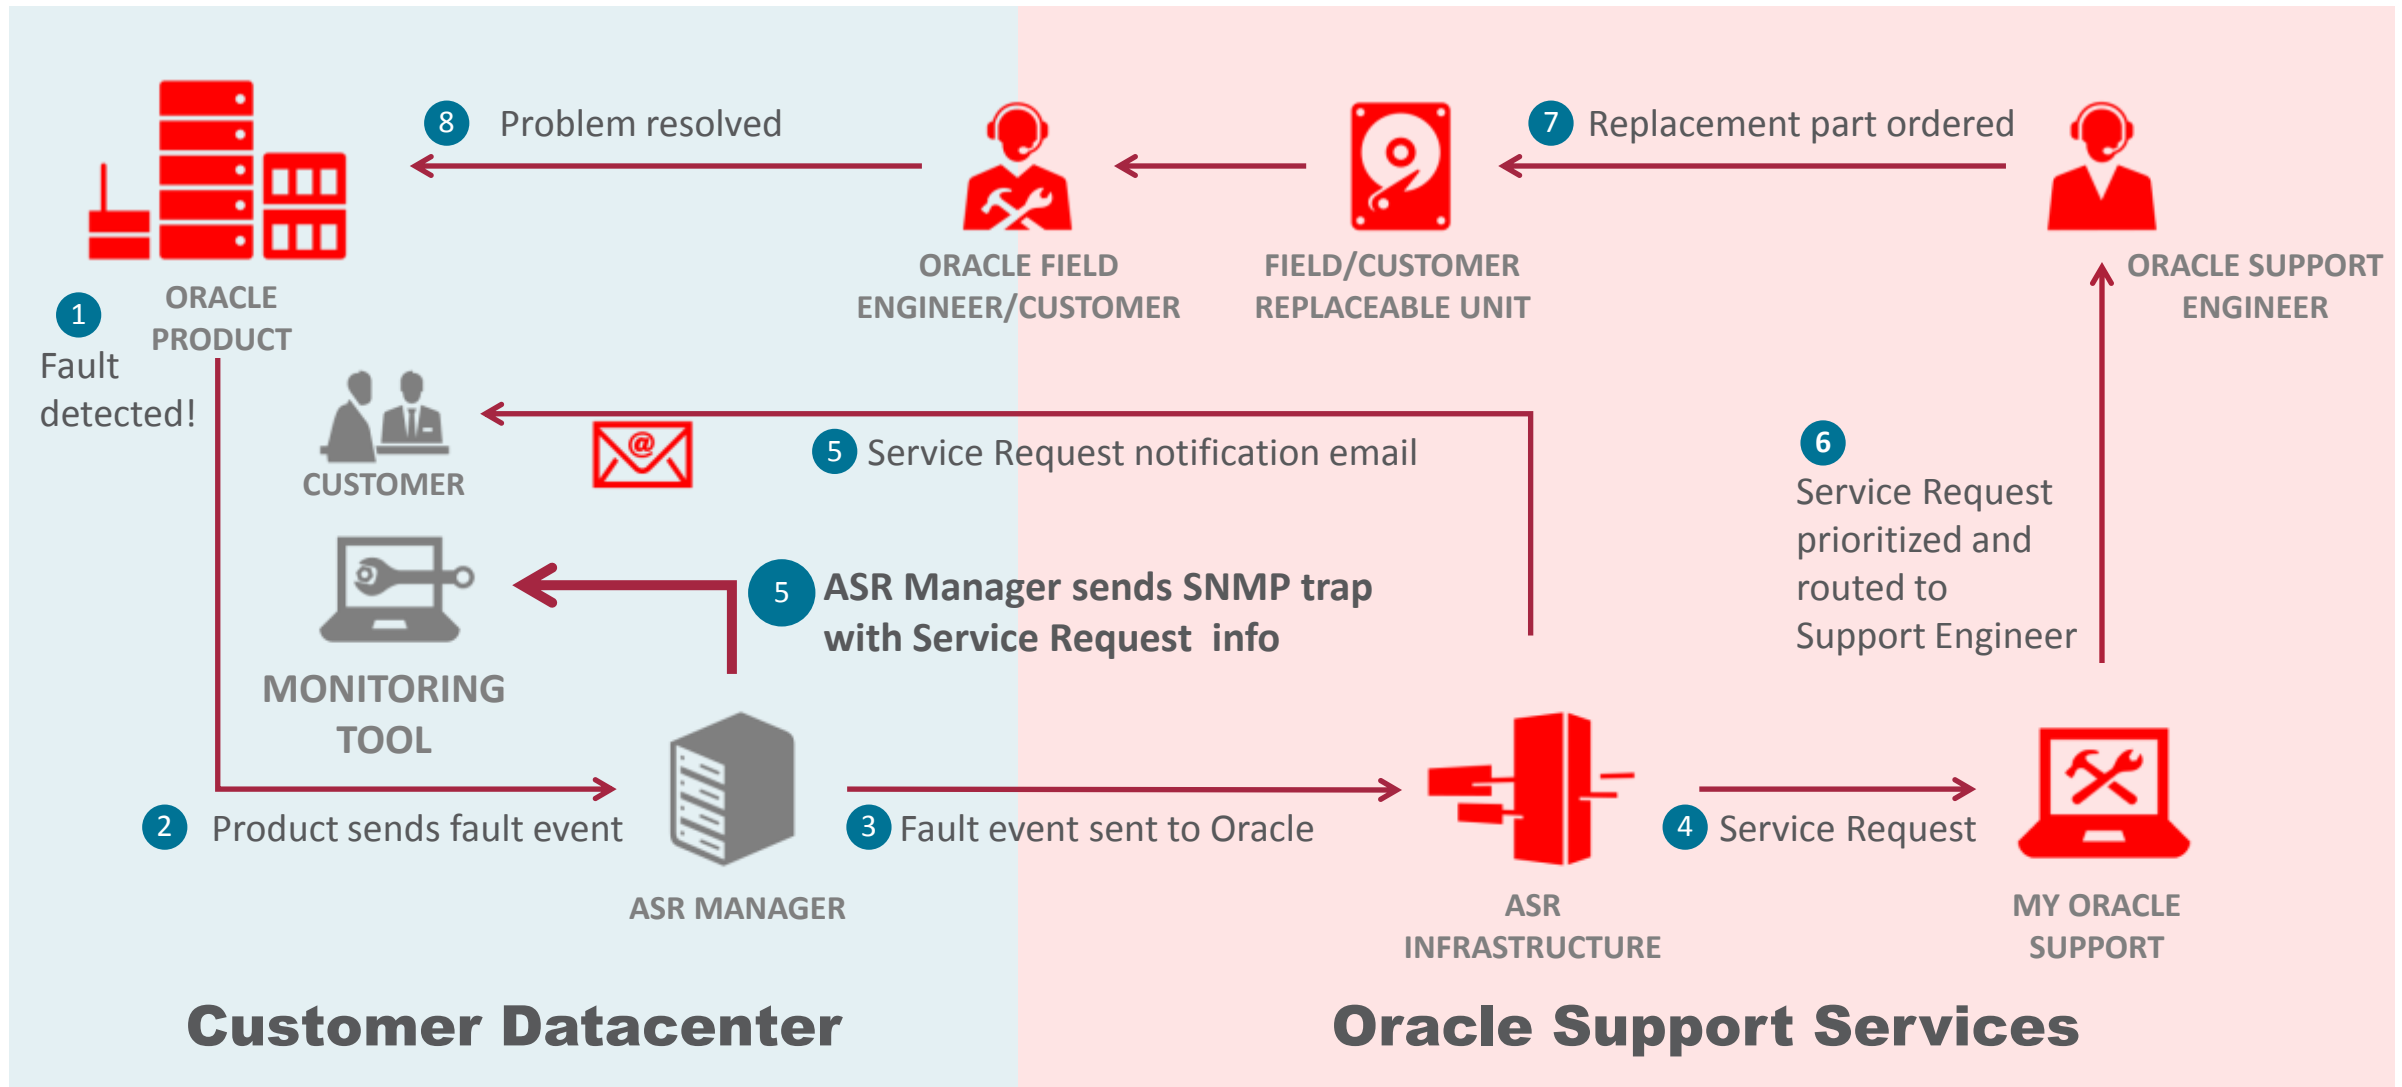 8 Problem resolved
7 Replacement part ordered
ORACLE FIELD
ENGINEER/CUSTOMER
FIELD/CUSTOMER
REPLACEABLE UNIT
ORACLE SUPPORT
ENGINEER
ORACLE
PRODUCT
1
Fault
detected!
@
CUSTOMER
5 Service Request notification email
6
Service Request
prioritized and
routed to
Support Engineer
5 ASR Manager sends SNMP trap
with Service Request info
MONITORING
TOOL
2 Product sends fault event
3 Fault event sent to Oracle
4 Service Request
ASR MANAGER
ASR
INFRASTRUCTURE
MY ORACLE
SUPPORT
Customer Datacenter
Oracle Support Services